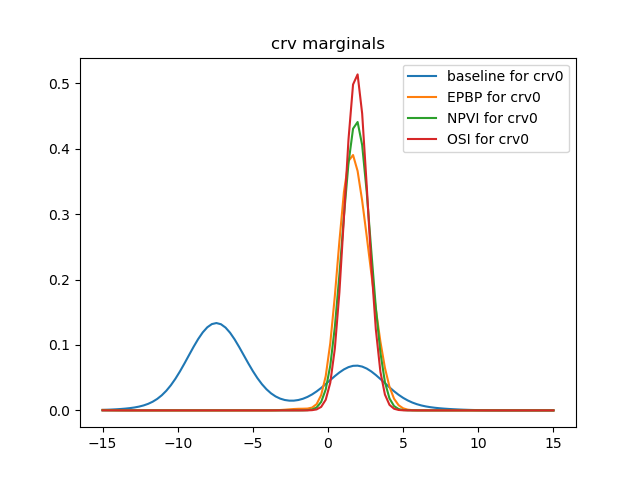 crv marginals
baseline for crv0
EPBP for crv0
NPVI for crv0
OSI for crv0
0.5
0.4
0.3
0.2
0.1
0.0
−15 −10 −5 0 5 10 15